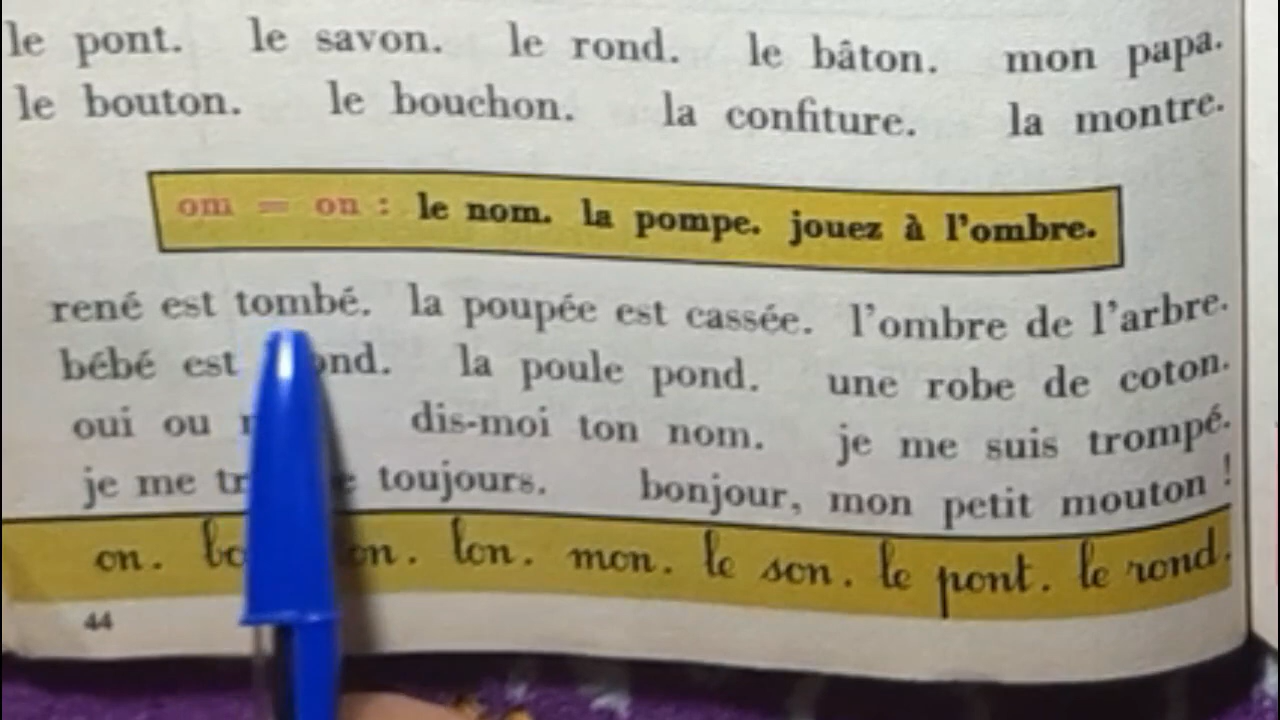 le pont. le savon. le rond. le bâton. mon papa.
le bouton. le bouchon. la confiture. la montre.
om = on : le nom. la pompe. jouez à l'ombre.
rené est tombé. la poupée est cassée. l'ombre de l'arbre.
bébé est la poule pond. une robe de coton.
oui ou dis-moi ton nom. je me suis trompé.
je me toujours. bonjour, mon petit mouton !
on. ton. mon. le son. le pont. le rond.
44